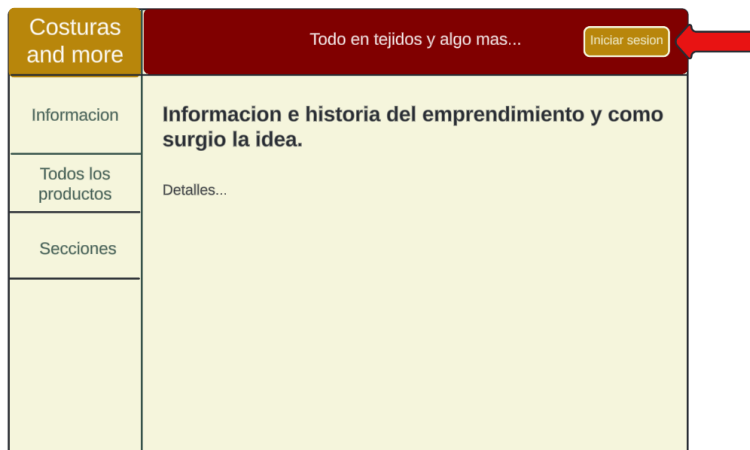 Costuras
and more
Todo en tejidos y algo mas...
Iniciar sesion
Informacion
Todos los
productos
Secciones
Informacion e historia del emprendimiento y como
surgio la idea.
Detalles...